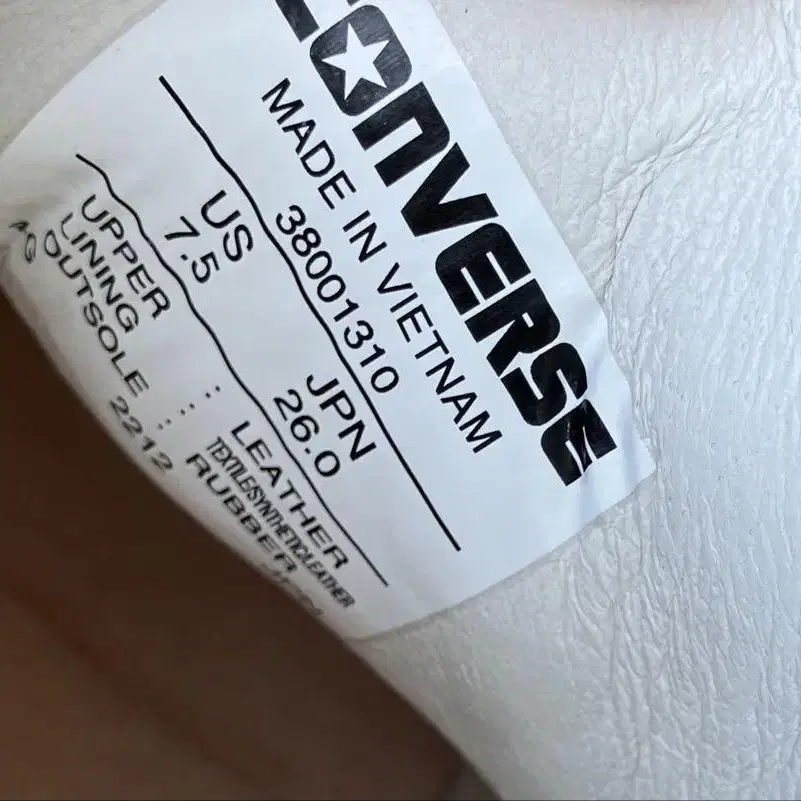 CONVERSE
MADE IN VIETNAM
38001310
US JPN
7.5 26.0
UPPER : LEATHER
LINING : TEXTILE/SYNTHETIC LEATHER
OUTSOLE : RUBBER
AG 2212